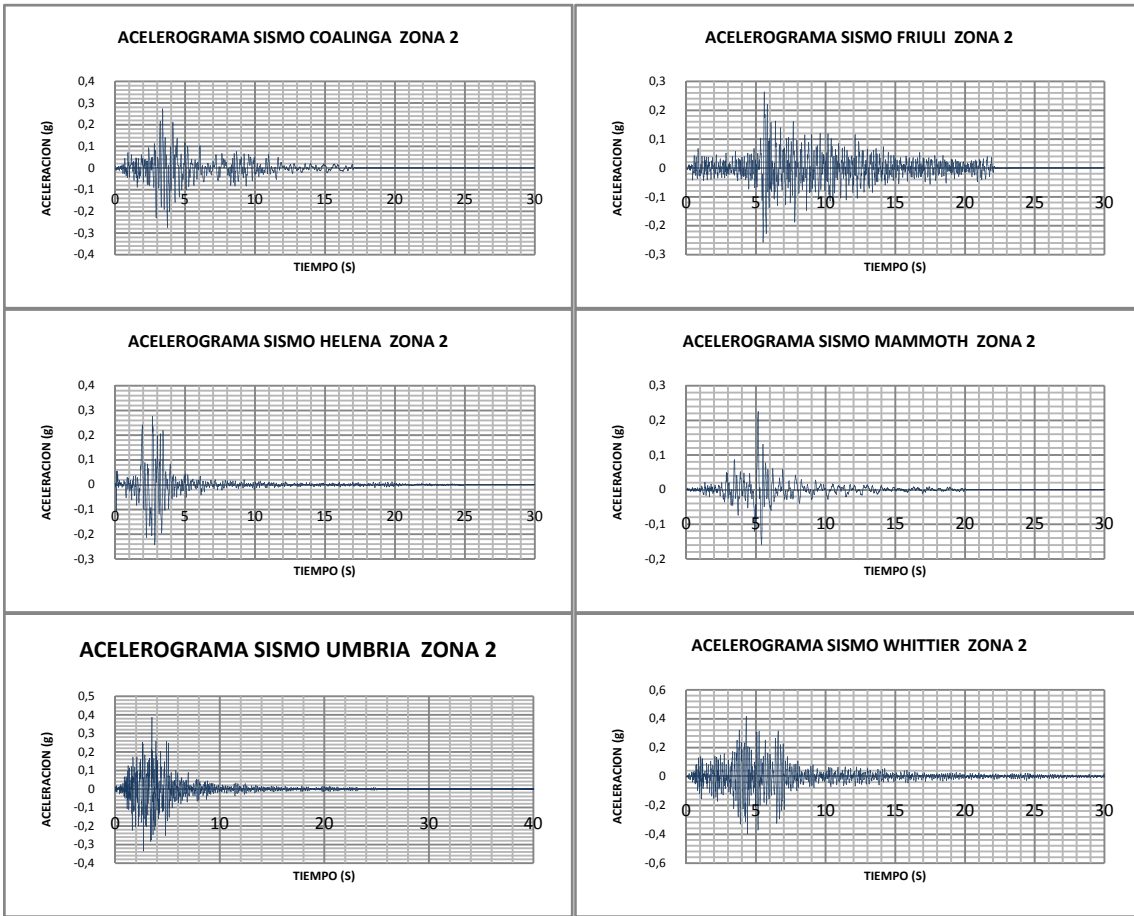 ACELEROGRAMA SISMO COALINGA ZONA 2
ACELERACION (g)
0,4
0,3
0,2
0,1
0
-0,1
-0,2
-0,3
-0,4
0 5 10 15 20 25 30
TIEMPO (S)
ACELEROGRAMA SISMO FRIULI ZONA 2
ACELERACION (g)
0,3
0,2
0,1
0
-0,1
-0,2
-0,3
0 5 10 15 20 25 30
TIEMPO (S)
ACELEROGRAMA SISMO HELENA ZONA 2
ACELERACION (g)
0,4
0,3
0,2
0,1
0
-0,1
-0,2
-0,3
0 5 10 15 20 25 30
TIEMPO (S)
ACELEROGRAMA SISMO MAMMOTH ZONA 2
ACELERACION (g)
0,3
0,2
0,1
0
-0,1
-0,2
0 5 10 15 20 25 30
TIEMPO (S)
ACELEROGRAMA SISMO UMBRIA ZONA 2
ACELERACION (g)
0,5
0,4
0,3
0,2
0,1
0
-0,1
-0,2
-0,3
-0,4
0 10 20 30 40
TIEMPO (S)
ACELEROGRAMA SISMO WHITTIER ZONA 2
ACELERACION (g)
0,6
0,4
0,2
0
-0,2
-0,4
-0,6
0 5 10 15 20 25 30
TIEMPO (S)